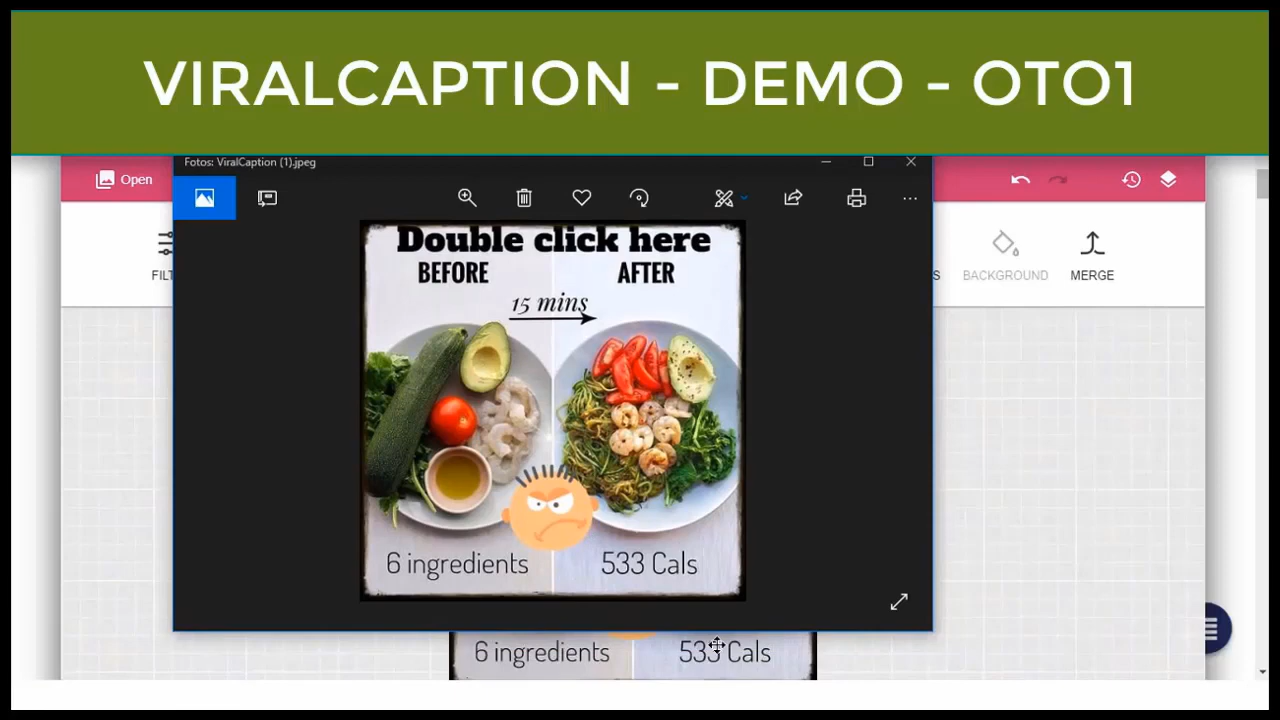 VIRALCAPTION - DEMO - OTO1
Fotos: ViralCaption (1).jpeg
Open
BACKGROUND
MERGE
Double click here
BEFORE
AFTER
15 mins
6 ingredients
533 Cals
6 ingredients
533 Cals